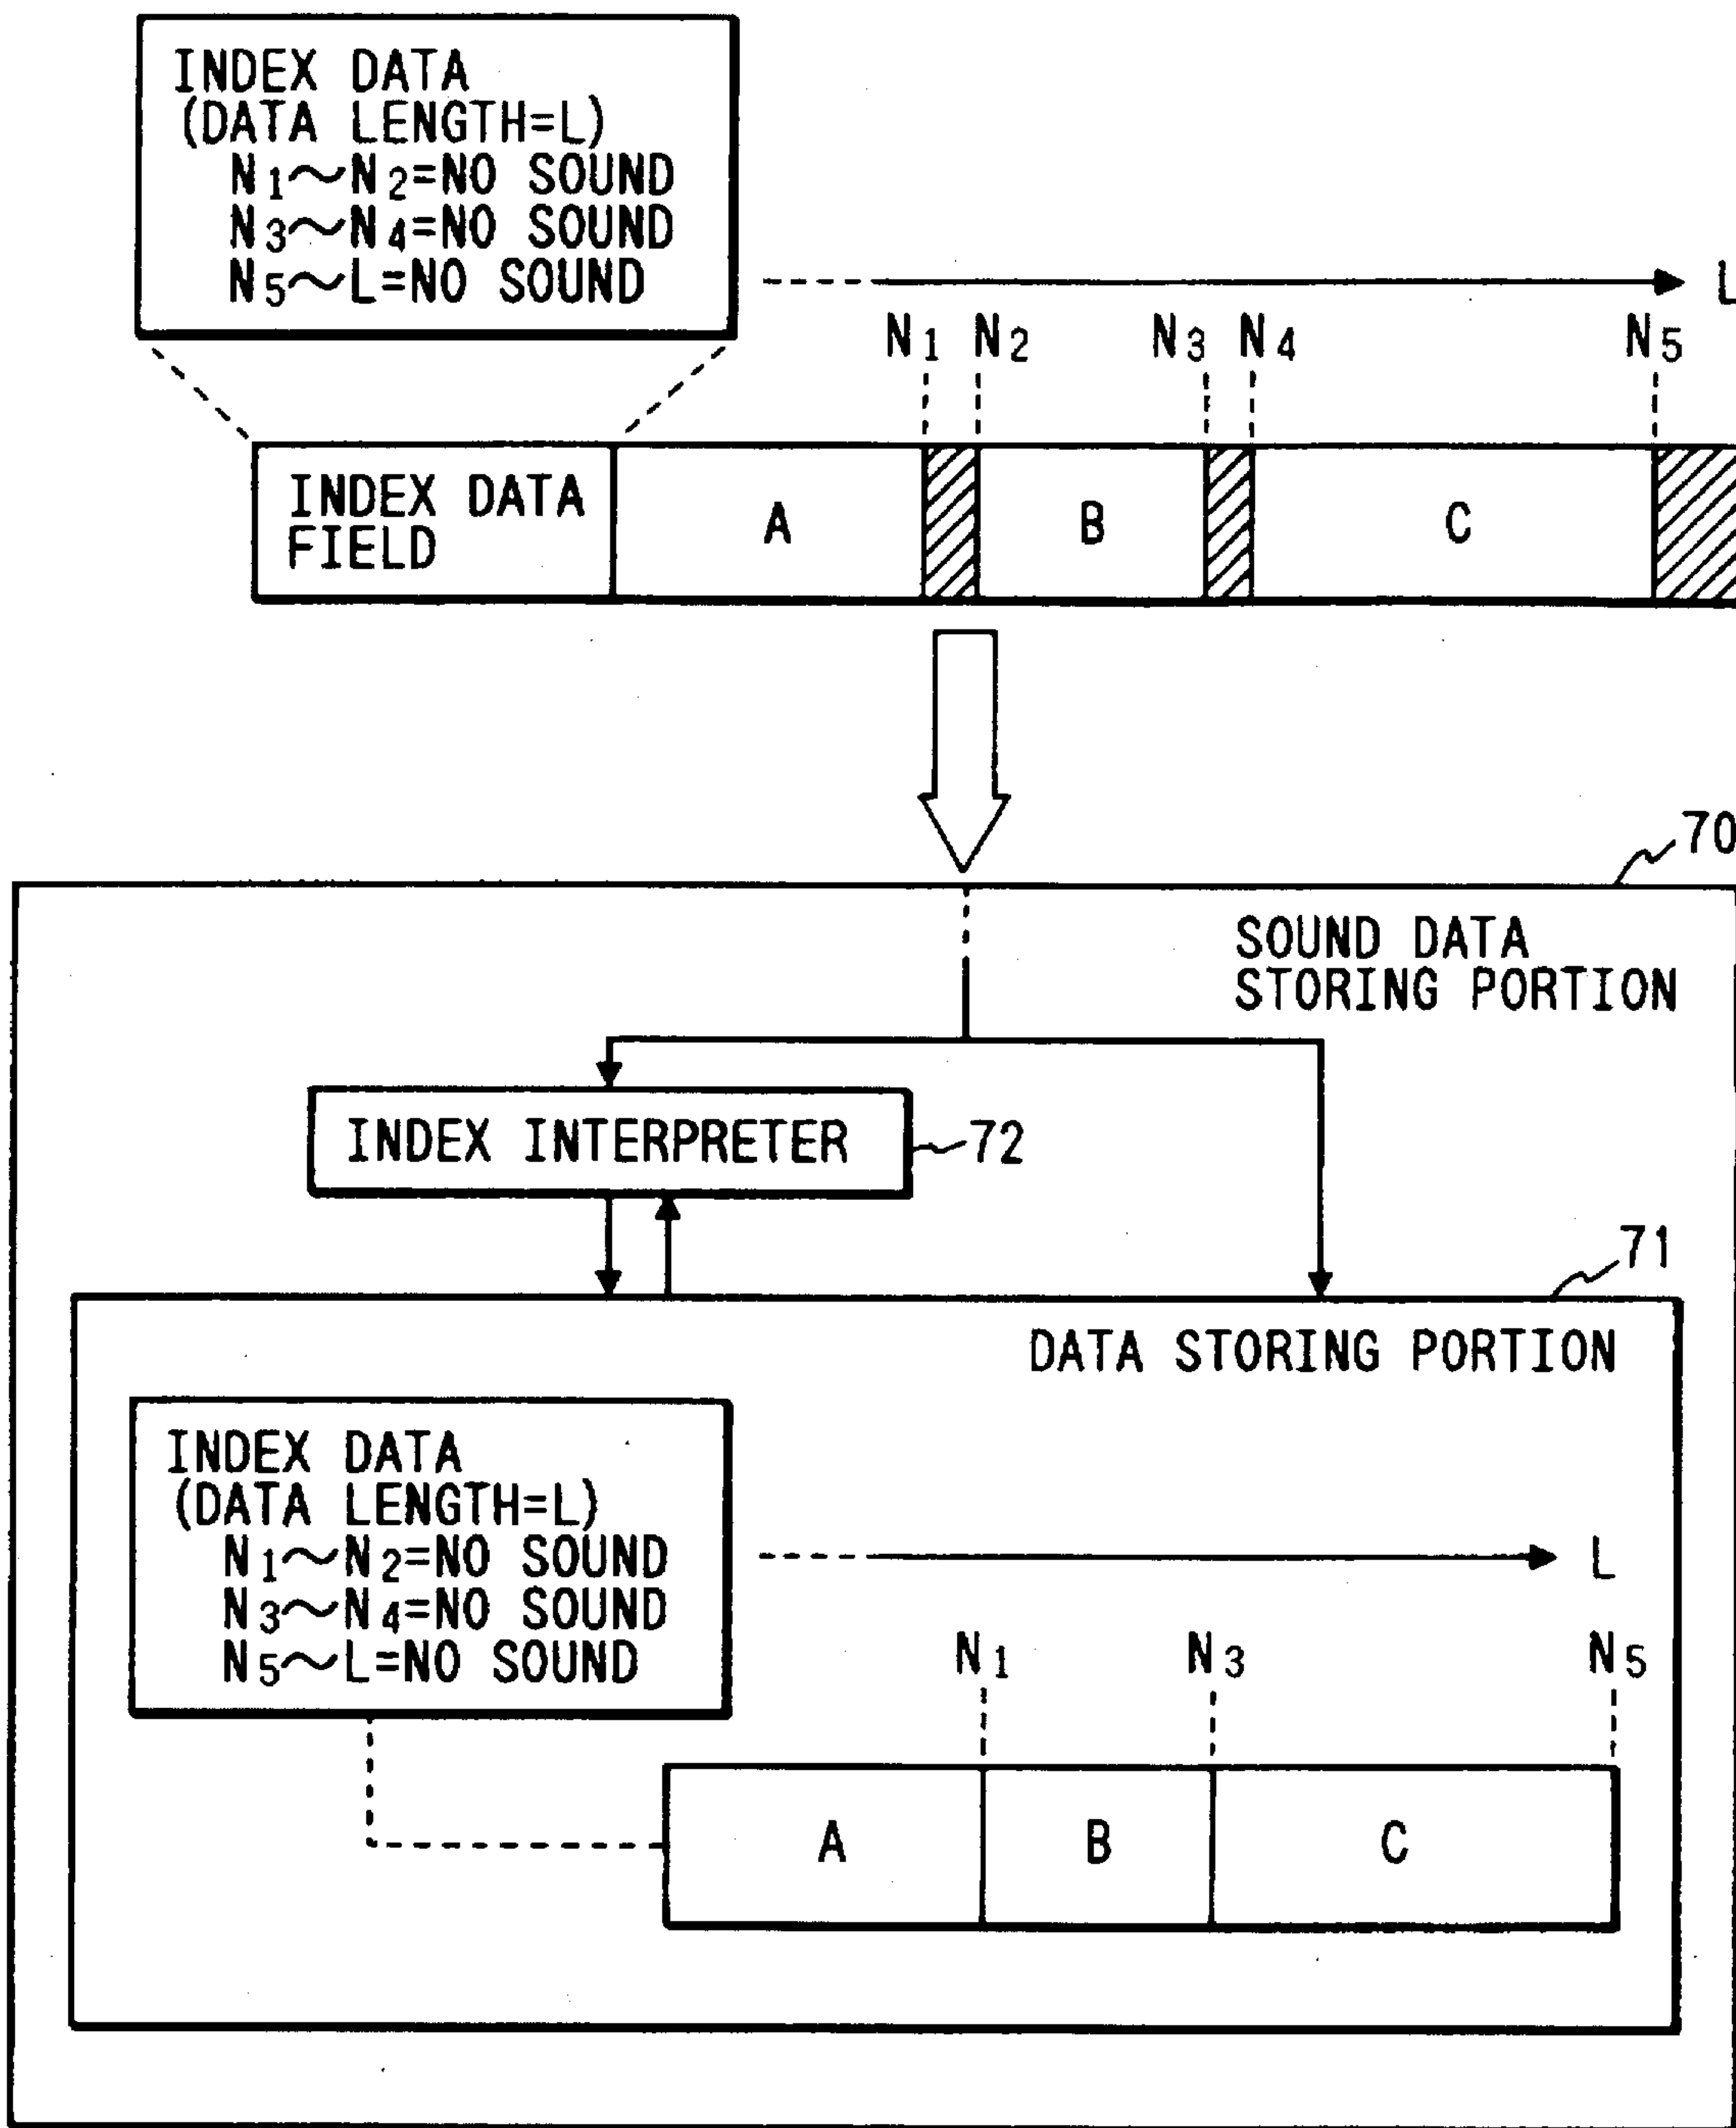 INDEX DATA
(DATA LENGTH=L)
N1~N2=NO SOUND
N3~N4=NO SOUND
N5~L=NO SOUND
L
N1 N2 N3 N4 N5
INDEX DATA
FIELD
A B C
70
SOUND DATA
STORING PORTION
INDEX INTERPRETER
72
71
DATA STORING PORTION
INDEX DATA
(DATA LENGTH=L)
N1~N2=NO SOUND
N3~N4=NO SOUND
N5~L=NO SOUND
L
N1 N3 N5
A B C